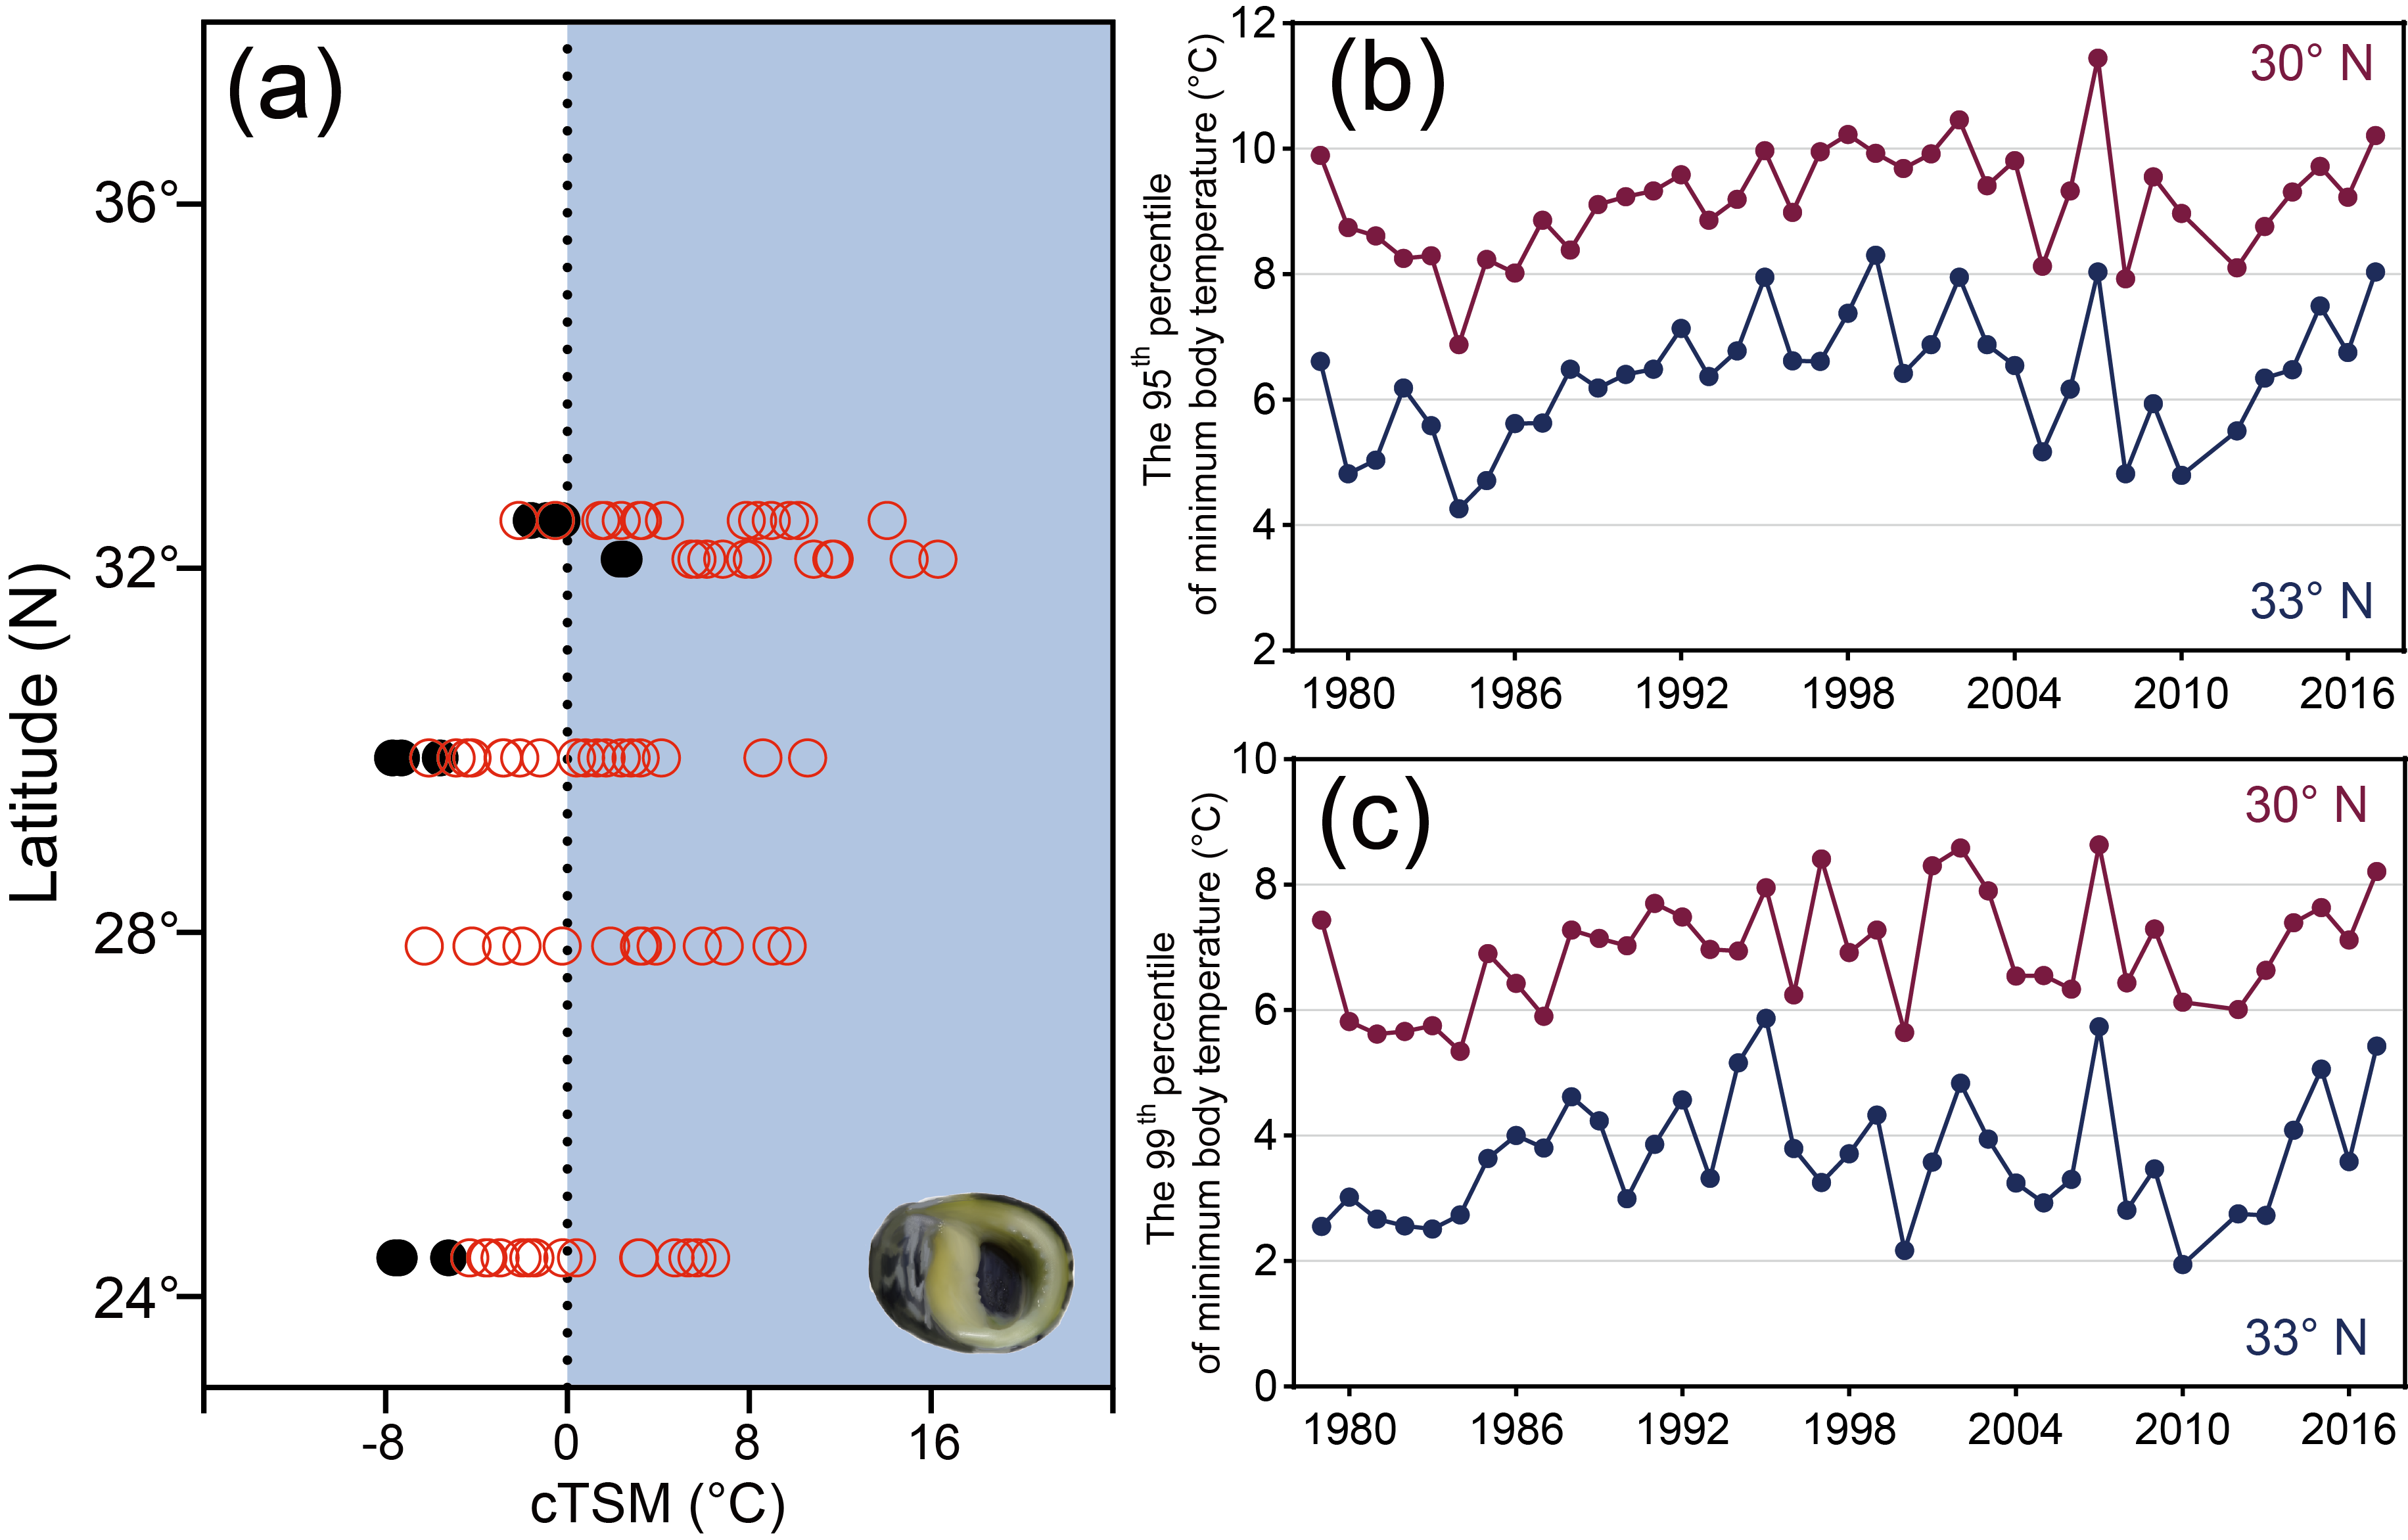 (a)
36°
32°
28°
24°
Latitude (N)
-8 0 8 16
cTSM (°C)
(b)
30° N
33° N
12
10
8
6
4
2
The 95th percentile
of minimum body temperature (°C)
1980 1986 1992 1998 2004 2010 2016
(c)
30° N
33° N
10
8
6
4
2
0
The 99th percentile
of minimum body temperature (°C)
1980 1986 1992 1998 2004 2010 2016